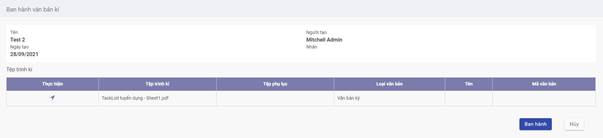 Ban hành văn bản kí
Tên
Test 2
Ngày tạo
28/09/2021
Người tạo
Mitchell Admin
Nhãn
Tệp trình kí
Thực hiện Tệp trình kí Tệp phụ lục Loại văn bản Tên Mã văn bản
TaskList tuyển dụng - Sheet1.pdf Văn bản ký
Ban hành Hủy